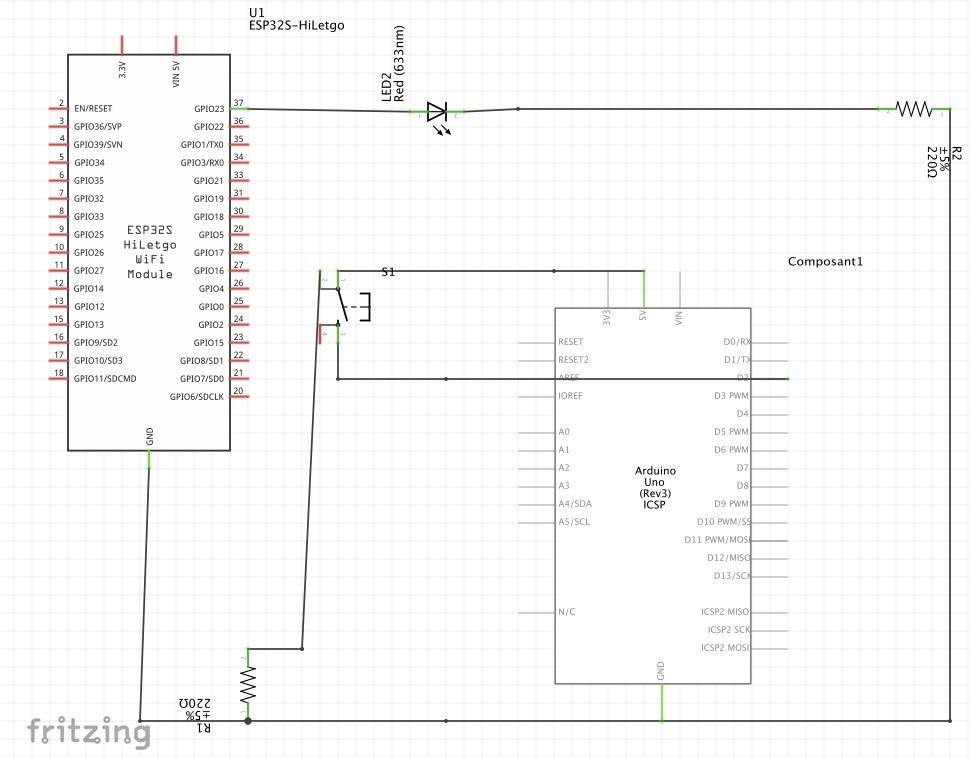 U1
ESP32S-HiLetgo
LED2
Red (633nm)
3.3V
VIN 5V
2 EN/RESET
3 GPIO36/SVP
4 GPIO39/SVN
5 GPIO34
6 GPIO35
7 GPIO32
8 GPIO33
9 GPIO25
10 GPIO26
11 GPIO27
12 GPIO14
13 GPIO12
15 GPIO13
16 GPIO9/SD2
17 GPIO10/SD3
18 GPIO11/SDCMD
GPIO23 37
GPIO22 36
GPIO1/TX0 35
GPIO3/RX0 34
GPIO21 33
GPIO19 31
GPIO18 30
GPIO5 29
GPIO17 28
GPIO16 27
GPIO4 26
GPIO0 25
GPIO2 24
GPIO15 23
GPIO8/SD1 22
GPIO7/SD0 21
GPIO6/SDCLK 20
ESP32S
HiLetgo
WiFi
Module
GND
R2
±5%
220Ω
S1
Composant1
3V3
5V
VIN
RESET
RESET2
AREF
IOREF
A0
A1
A2
A3
A4/SDA
A5/SCL
N/C
D0/RX
D1/TX
D2
D3 PWM
D4
D5 PWM
D6 PWM
D7
D8
D9 PWM
D10 PWM/SS
D11 PWM/MOSI
D12/MISO
D13/SCK
ICSP2 MISO
ICSP2 SCK
ICSP2 MOSI
Arduino
Uno
(Rev3)
ICSP
GND
R1
±5%
220Ω
fritzing